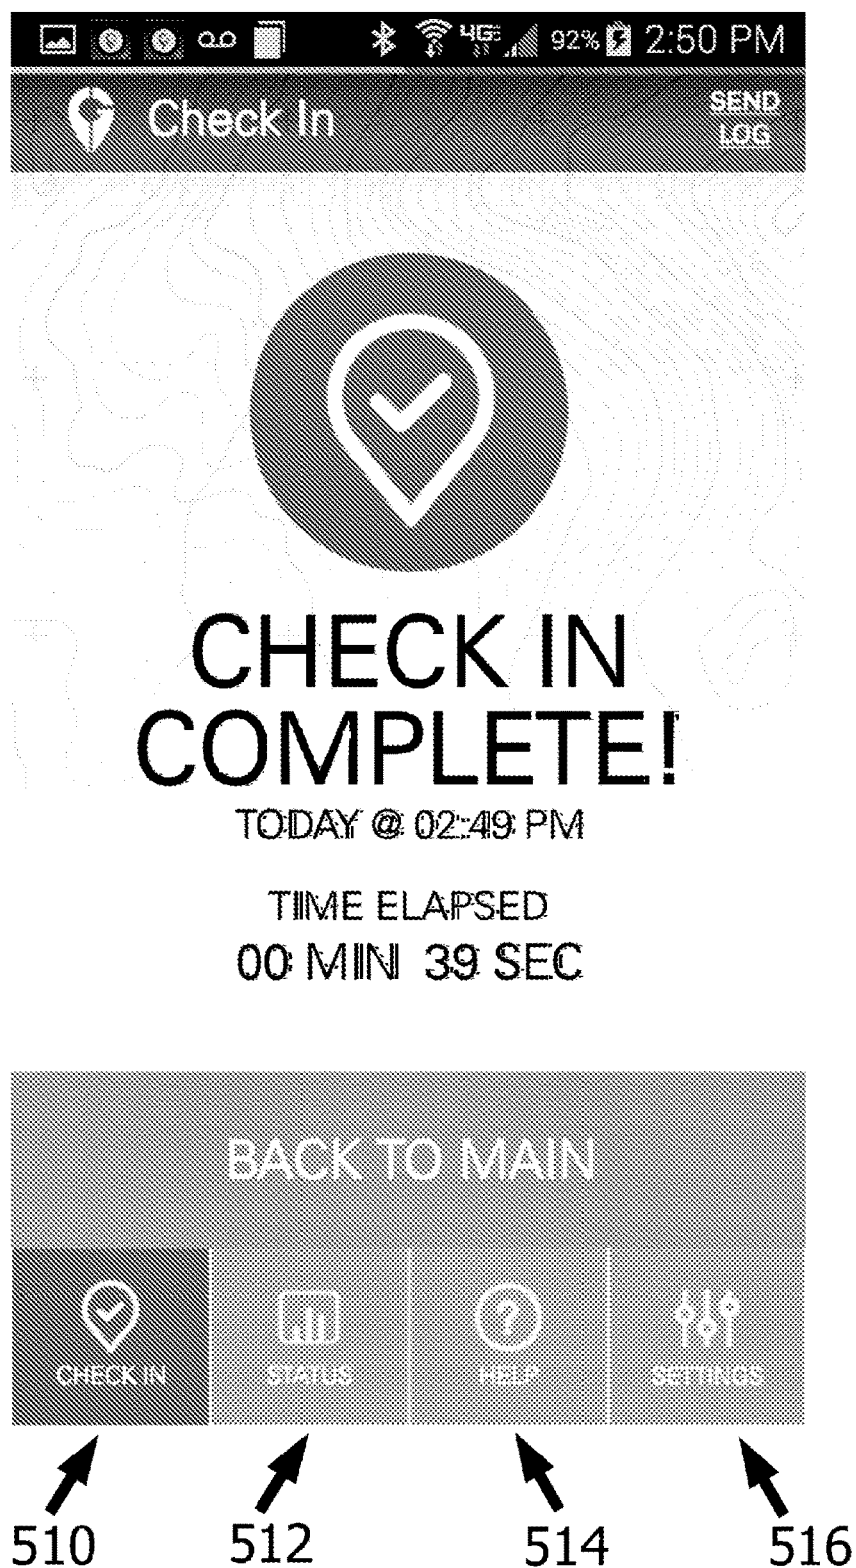 4G 92% 2:50 PM
Check In
SEND
LOG
CHECK IN
COMPLETE!
TODAY @ 02:49 PM
TIME ELAPSED
00 MIN 39 SEC
BACK TO MAIN
CHECK IN STATUS HELP SETTINGS
510 512 514 516